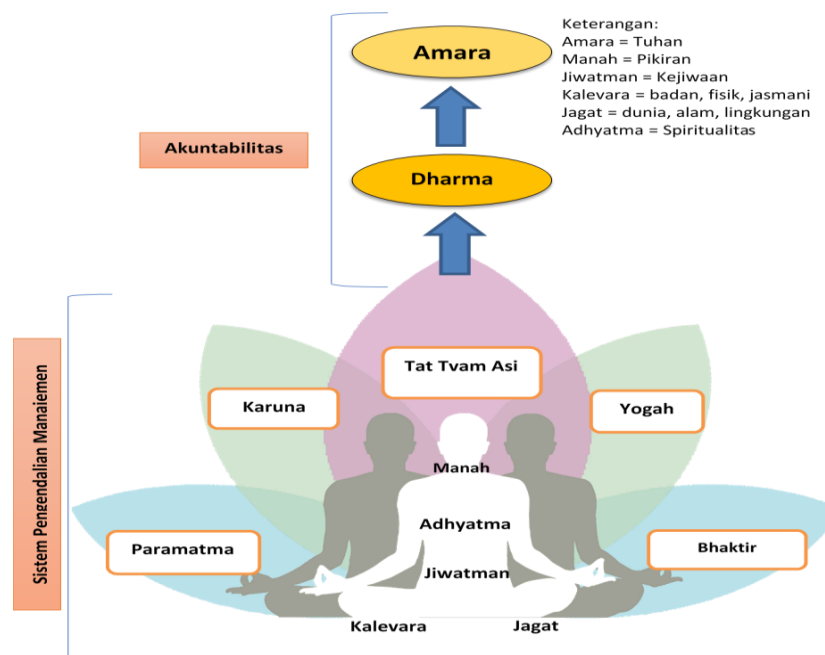 Keterangan:
Amara = Tuhan
Manah = Pikiran
Jiwatman = Kejiwaan
Kalevara = badan, fisik, jasmani
Jagat = dunia, alam, lingkungan
Adhyatma = Spiritualitas
Amara
Akuntabilitas
Dharma
Sistem Pengendalian Manajemen
Tat Tvam Asi
Karuna
Yogah
Manah
Adhyatma
Paramatma
Bhaktir
Jiwatman
Kalevara
Jagat